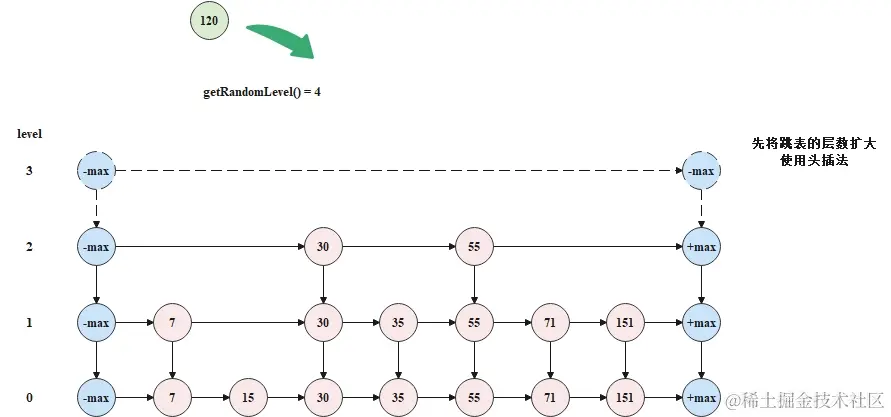 120
getRandomLevel() = 4
level
先将跳表的层数扩大
使用头插法
3 -max -max
2 -max 30 55 +max
1 -max 7 30 35 55 71 151 +max
0 -max 7 15 30 35 55 71 151 +max
@稀土掘金技术社区